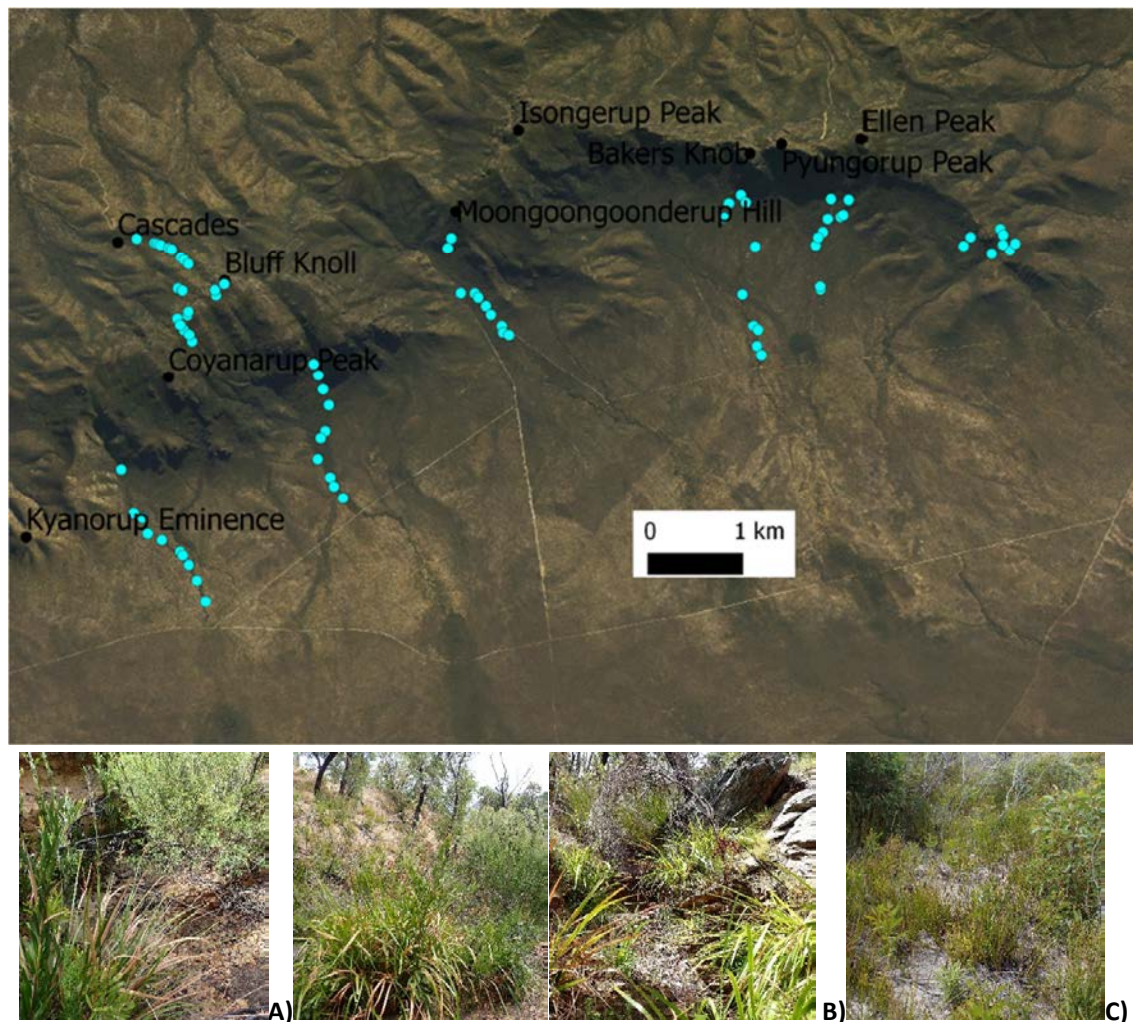 Isongerup Peak
Ellen Peak
Bakers Knob
Pyungorup Peak
Moongoongoonderup Hill
Cascades
Bluff Knoll
Coyanarup Peak
Kyanorup Eminence
0 1 km
A)
B)
C)